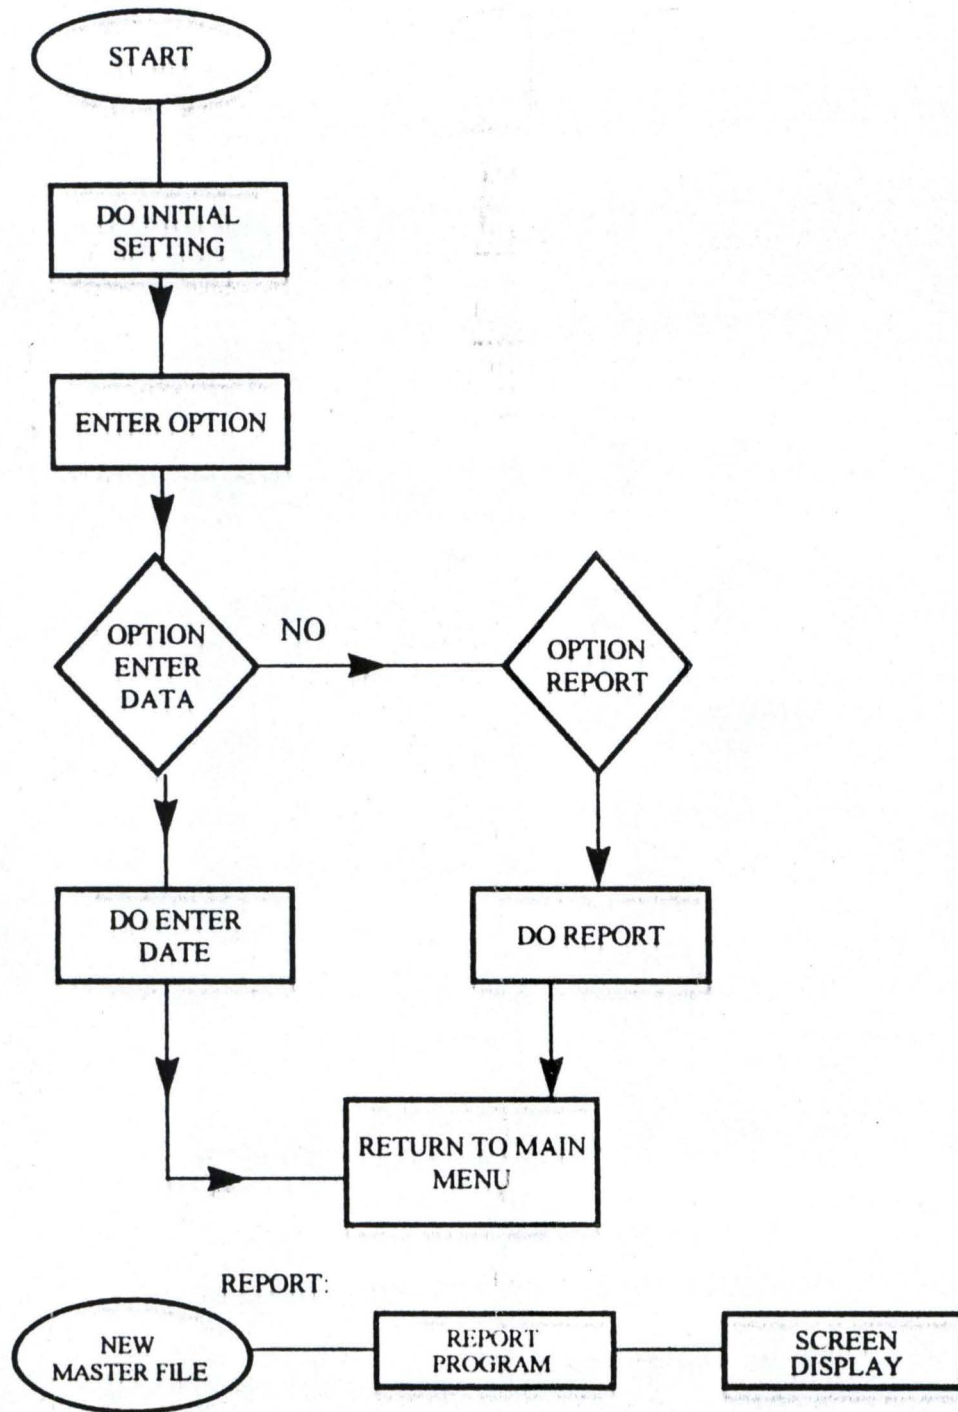 START
DO INITIAL
SETTING
ENTER OPTION
OPTION
ENTER
DATA
NO
OPTION
REPORT
DO ENTER
DATE
DO REPORT
RETURN TO MAIN
MENU
REPORT:
NEW
MASTER FILE
REPORT
PROGRAM
SCREEN
DISPLAY